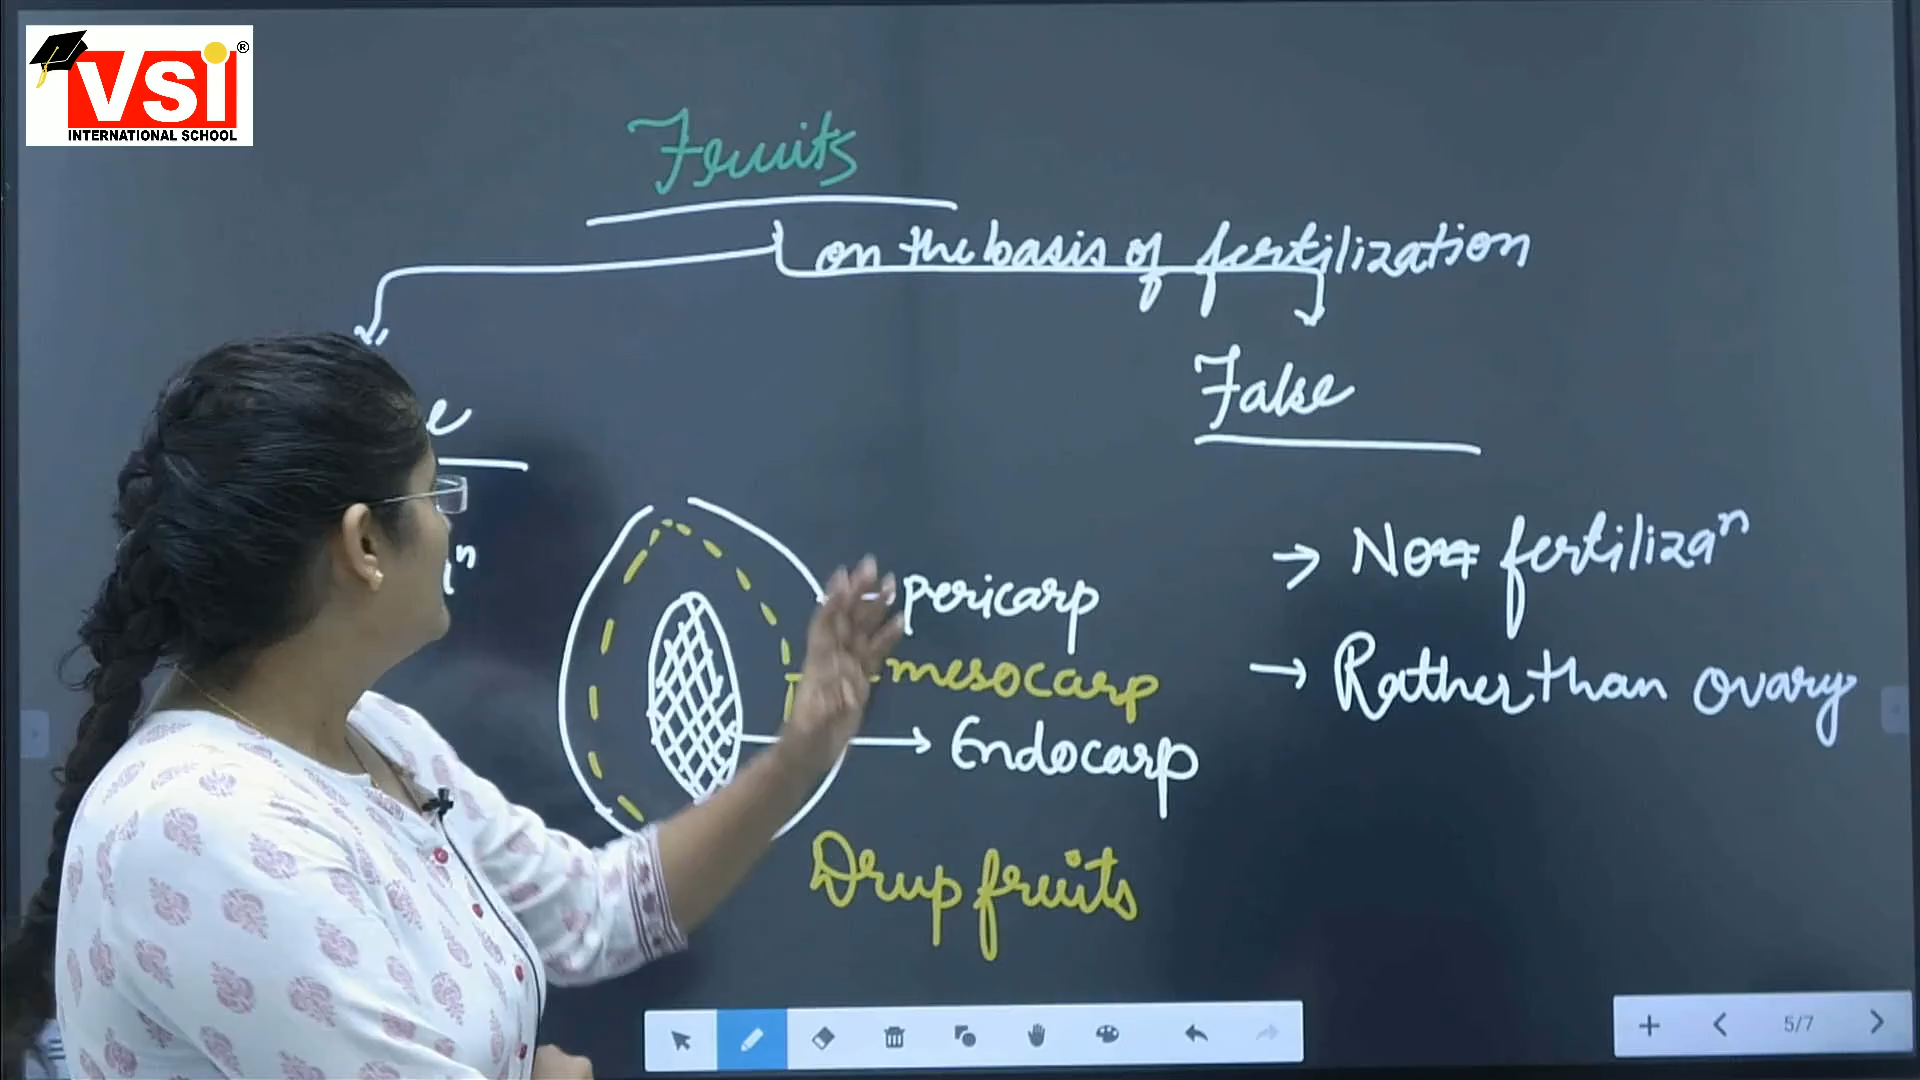 VSI ®
INTERNATIONAL SCHOOL
Fruits
on the basis of fertilization
False
→ Not fertilizaⁿ
→ Rather than ovary
pericarp
mesocarp
Endocarp
Drup fruits
5/7